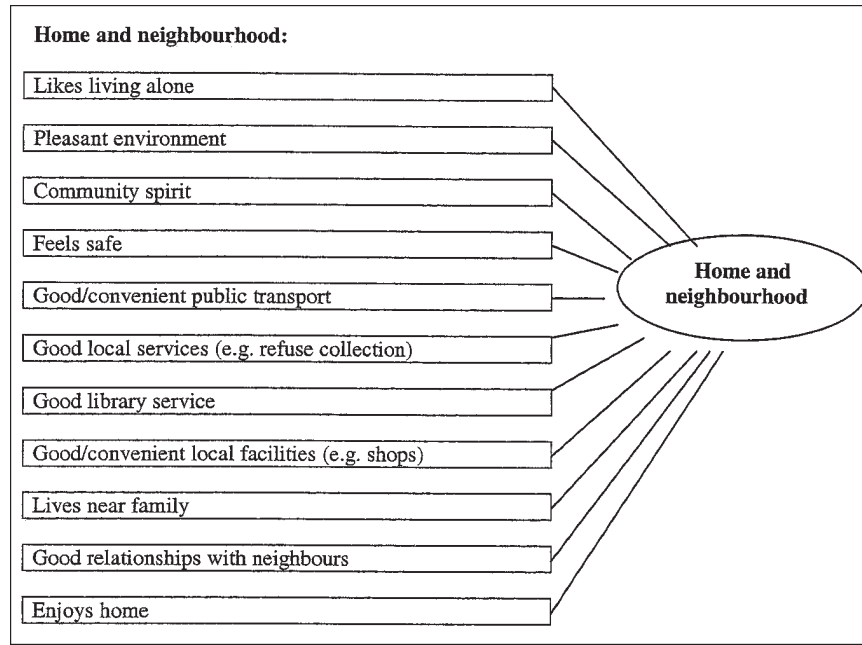 Home and neighbourhood:
Likes living alone
Pleasant environment
Community spirit
Feels safe
Good/convenient public transport
Good local services (e.g. refuse collection)
Good library service
Good/convenient local facilities (e.g. shops)
Lives near family
Good relationships with neighbours
Enjoys home
Home and
neighbourhood